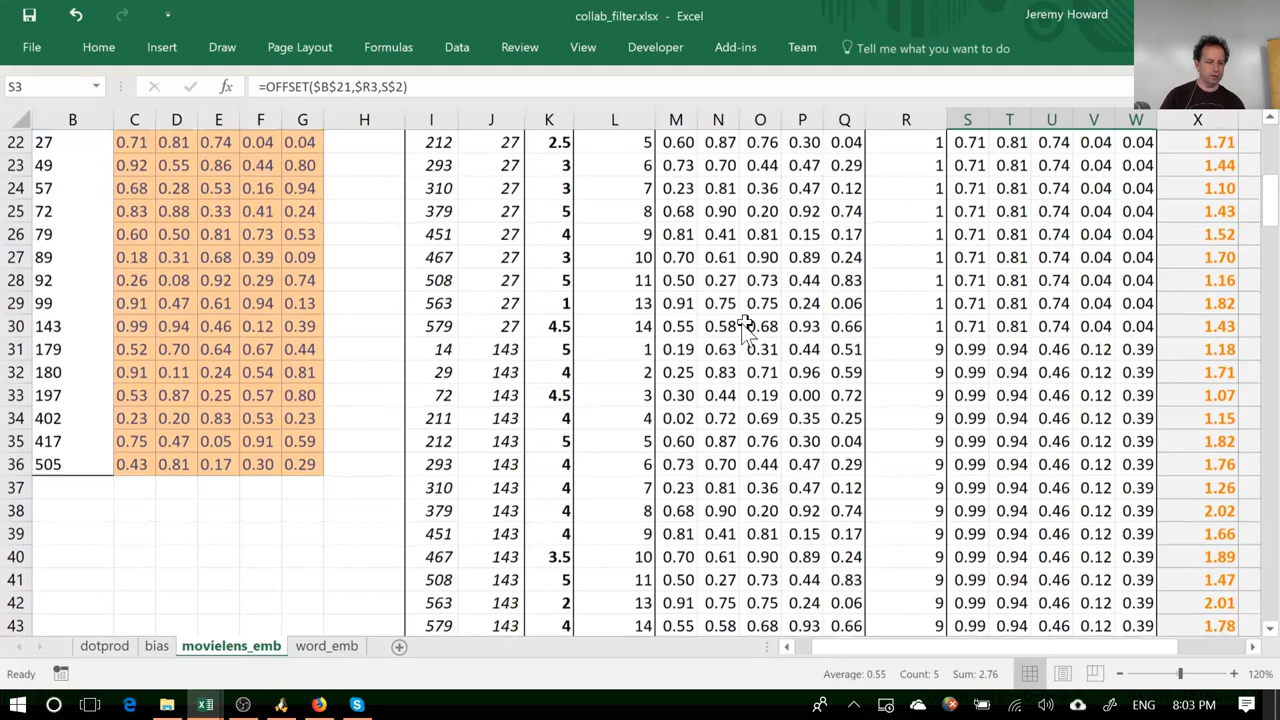 collab_filter.xlsx - Excel
Jeremy Howard
File Home Insert Draw Page Layout Formulas Data Review View Developer Add-ins Team Tell me what you want to do
S3 =OFFSET($B$21,$R3,S$2)
B C D E F G H I J K L M N O P Q R S T U V W X
22 27 0.71 0.81 0.74 0.04 0.04 212 27 2.5 5 0.60 0.87 0.76 0.30 0.04 1 0.71 0.81 0.74 0.04 0.04 1.71
23 49 0.92 0.55 0.86 0.44 0.80 293 27 3 6 0.73 0.70 0.44 0.47 0.29 1 0.71 0.81 0.74 0.04 0.04 1.44
24 57 0.68 0.28 0.53 0.16 0.94 310 27 3 7 0.23 0.81 0.36 0.47 0.12 1 0.71 0.81 0.74 0.04 0.04 1.10
25 72 0.83 0.88 0.33 0.41 0.24 379 27 5 8 0.68 0.90 0.20 0.92 0.74 1 0.71 0.81 0.74 0.04 0.04 1.43
26 79 0.60 0.50 0.81 0.73 0.53 451 27 4 9 0.81 0.41 0.81 0.15 0.17 1 0.71 0.81 0.74 0.04 0.04 1.52
27 89 0.18 0.31 0.68 0.39 0.09 467 27 3 10 0.70 0.61 0.90 0.89 0.24 1 0.71 0.81 0.74 0.04 0.04 1.70
28 92 0.26 0.08 0.92 0.29 0.74 508 27 5 11 0.50 0.27 0.73 0.44 0.83 1 0.71 0.81 0.74 0.04 0.04 1.16
29 99 0.91 0.47 0.61 0.94 0.13 563 27 1 13 0.91 0.75 0.75 0.24 0.06 1 0.71 0.81 0.74 0.04 0.04 1.82
30 143 0.99 0.94 0.46 0.12 0.39 579 27 4.5 14 0.55 0.58 0.68 0.93 0.66 1 0.71 0.81 0.74 0.04 0.04 1.43
31 179 0.52 0.70 0.64 0.67 0.44 14 143 5 1 0.19 0.63 0.31 0.44 0.51 9 0.99 0.94 0.46 0.12 0.39 1.18
32 180 0.91 0.11 0.24 0.54 0.81 29 143 4 2 0.25 0.83 0.71 0.96 0.59 9 0.99 0.94 0.46 0.12 0.39 1.71
33 197 0.53 0.87 0.25 0.57 0.80 72 143 4.5 3 0.30 0.44 0.19 0.00 0.72 9 0.99 0.94 0.46 0.12 0.39 1.07
34 402 0.23 0.20 0.83 0.53 0.23 211 143 4 4 0.02 0.72 0.69 0.35 0.25 9 0.99 0.94 0.46 0.12 0.39 1.15
35 417 0.75 0.47 0.05 0.91 0.59 212 143 5 5 0.60 0.87 0.76 0.30 0.04 9 0.99 0.94 0.46 0.12 0.39 1.82
36 505 0.43 0.81 0.17 0.30 0.29 293 143 4 6 0.73 0.70 0.44 0.47 0.29 9 0.99 0.94 0.46 0.12 0.39 1.76
37 310 143 4 7 0.23 0.81 0.36 0.47 0.12 9 0.99 0.94 0.46 0.12 0.39 1.26
38 379 143 4 8 0.68 0.90 0.20 0.92 0.74 9 0.99 0.94 0.46 0.12 0.39 2.02
39 451 143 4 9 0.81 0.41 0.81 0.15 0.17 9 0.99 0.94 0.46 0.12 0.39 1.66
40 467 143 3.5 10 0.70 0.61 0.90 0.89 0.24 9 0.99 0.94 0.46 0.12 0.39 1.89
41 508 143 5 11 0.50 0.27 0.73 0.44 0.83 9 0.99 0.94 0.46 0.12 0.39 1.47
42 563 143 2 13 0.91 0.75 0.75 0.24 0.06 9 0.99 0.94 0.46 0.12 0.39 2.01
43 579 143 4 14 0.55 0.58 0.68 0.93 0.66 9 0.99 0.94 0.46 0.12 0.39 1.78
dotprod bias movielens_emb word_emb
Ready Average: 0.55 Count: 5 Sum: 2.76 120%
ENG 8:03 PM